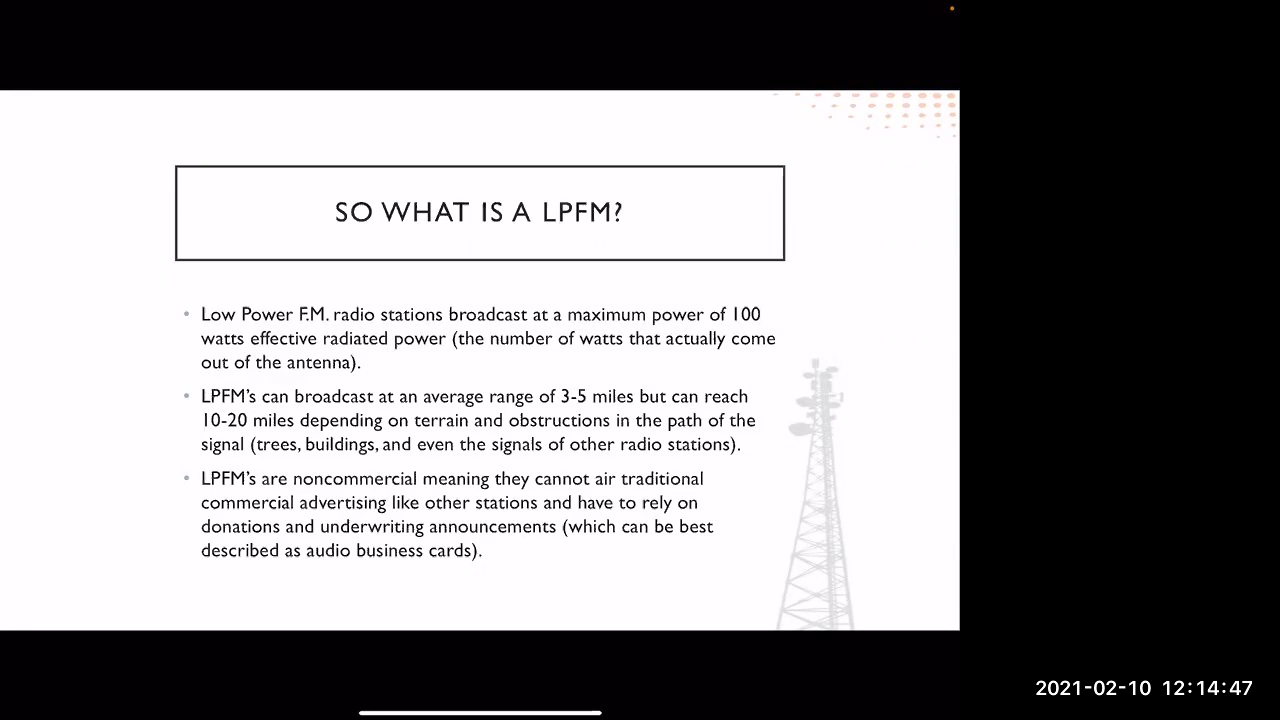 SO WHAT IS A LPFM?
• Low Power F.M. radio stations broadcast at a maximum power of 100
watts effective radiated power (the number of watts that actually come
out of the antenna).
• LPFM's can broadcast at an average range of 3-5 miles but can reach
10-20 miles depending on terrain and obstructions in the path of the
signal (trees, buildings, and even the signals of other radio stations).
• LPFM's are noncommercial meaning they cannot air traditional
commercial advertising like other stations and have to rely on
donations and underwriting announcements (which can be best
described as audio business cards).
2021-02-10 12:14:47